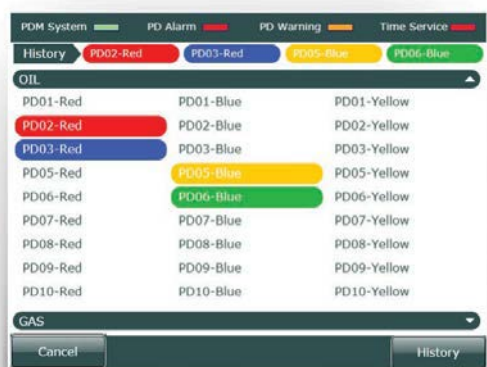 PDM System PD Alarm PD Warning Time Service
History PD02-Red PD03-Red PD05-Blue PD06-Blue
OIL
PD01-Red PD01-Blue PD01-Yellow
PD02-Red PD02-Blue PD02-Yellow
PD03-Red PD03-Blue PD03-Yellow
PD05-Red PD05-Blue PD05-Yellow
PD06-Red PD06-Blue PD06-Yellow
PD07-Red PD07-Blue PD07-Yellow
PD08-Red PD08-Blue PD08-Yellow
PD09-Red PD09-Blue PD09-Yellow
PD10-Red PD10-Blue PD10-Yellow
GAS
Cancel History